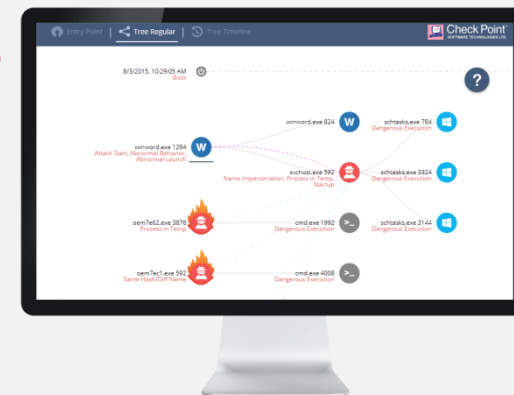 Entry Point
Tree Regular
Tree Timeline
Check Point
SOFTWARE TECHNOLOGIES LTD.
8/3/2015, 10:29:05 AM
Boot
?
winword.exe 824
W
schtasks.exe 784
Dangerous Execution
winword.exe 1264
Attack Start, Abnormal Behavior,
Abnormal Launch
W
svchost.exe 592
Name Impersonation, Process in Temp,
Startup
schtasks.exe 3324
Dangerous Execution
oem7e62.exe 3876
Process in Temp
cmd.exe 1992
Dangerous Execution
>_
schtasks.exe 3144
Dangerous Execution
oem7ec1.exe 592
Same Hash/Diff Name
cmd.exe 4008
Dangerous Execution
>_